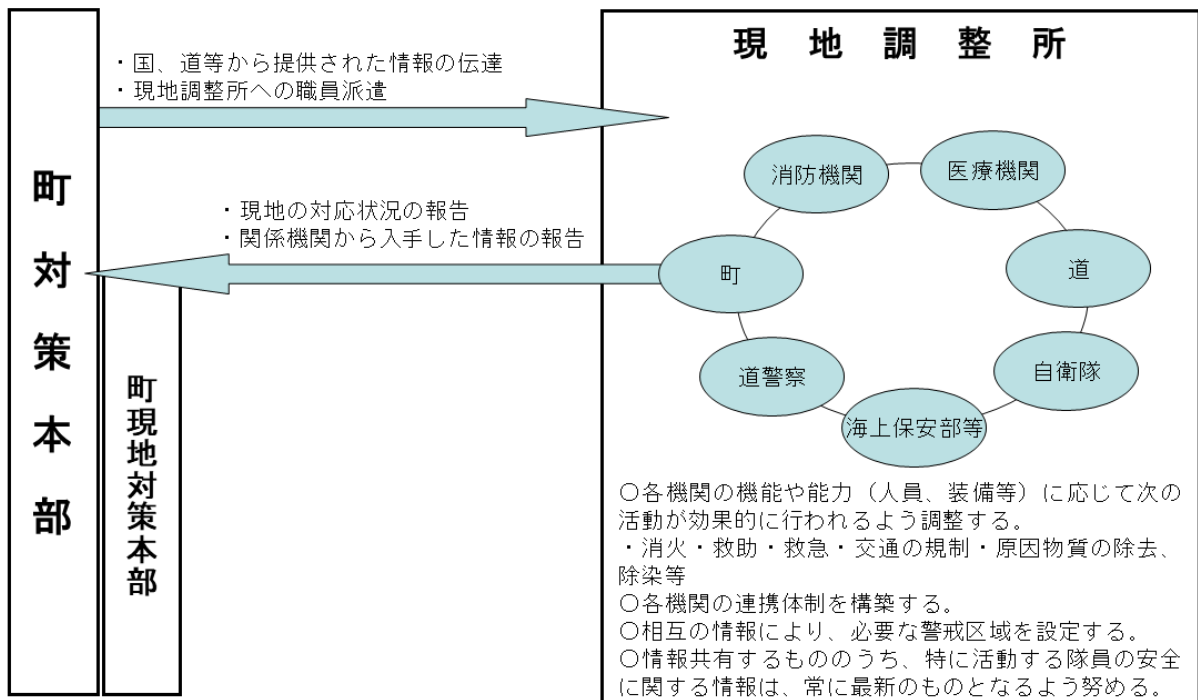 町対策本部
町現地対策本部
・国、道等から提供された情報の伝達
・現地調整所への職員派遣
・現地の対応状況の報告
・関係機関から入手した情報の報告
現地調整所
消防機関
医療機関
町
道
道警察
自衛隊
海上保安部等
○各機関の機能や能力（人員、装備等）に応じて次の
活動が効果的に行われるよう調整する。
・消火・救助・救急・交通の規制・原因物質の除去、
除染等
○各機関の連携体制を構築する。
○相互の情報により、必要な警戒区域を設定する。
○情報共有するもののうち、特に活動する隊員の安全
に関する情報は、常に最新のものとなるよう努める。